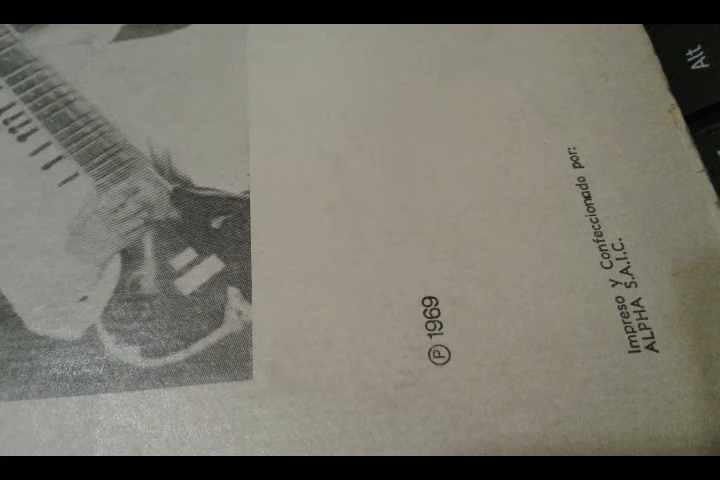 ℗ 1969
Impreso y Confeccionado por:
ALPHA S.A.I.C.
Alt